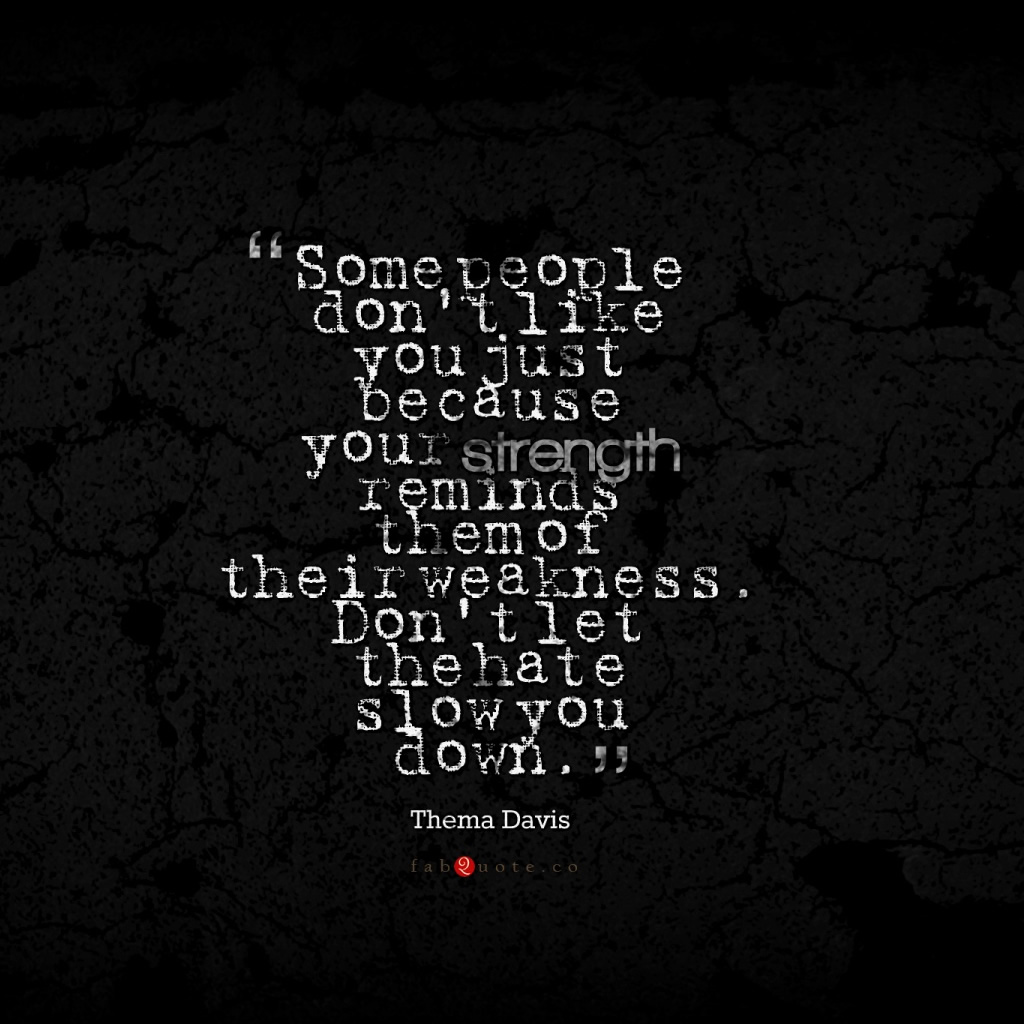 “Some people
don't like
you just
because
your strength
reminds
them of
their weakness.
Don't let
the hate
slow you
down.”
Thema Davis
fabQuote.co